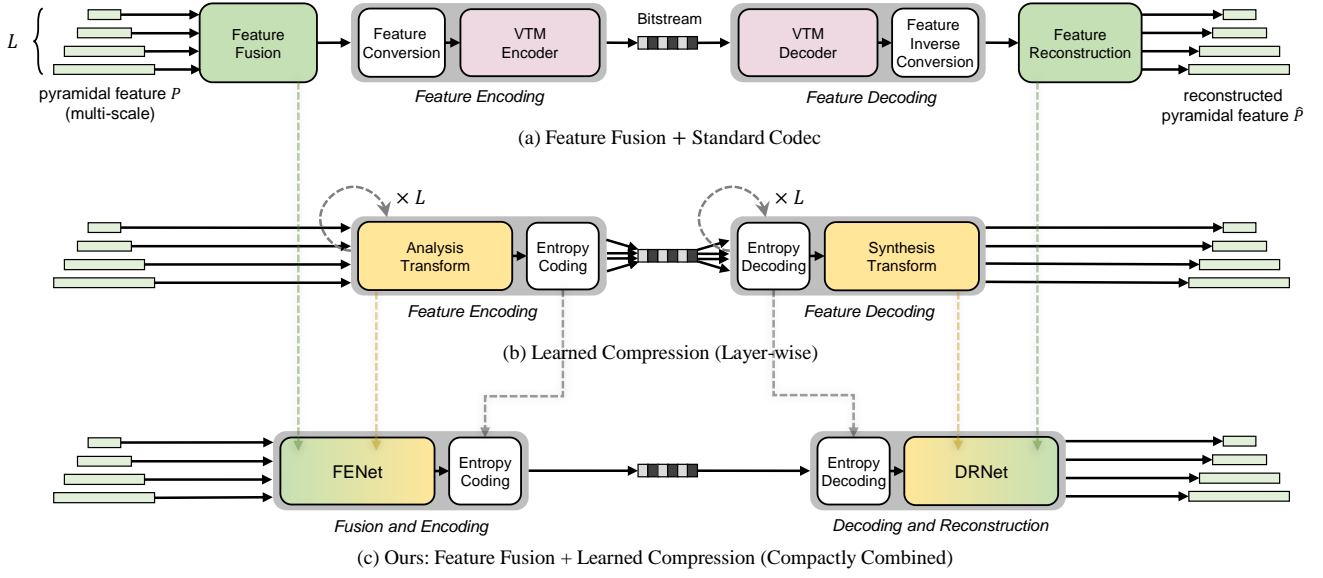 L
pyramidal feature P
(multi-scale)
Feature
Fusion
Feature
Conversion
VTM
Encoder
Feature Encoding
Bitstream
VTM
Decoder
Feature
Inverse
Conversion
Feature Decoding
Feature
Reconstruction
reconstructed
pyramidal feature P̂
(a) Feature Fusion + Standard Codec
× L
Analysis
Transform
Entropy
Coding
Feature Encoding
× L
Entropy
Decoding
Synthesis
Transform
Feature Decoding
(b) Learned Compression (Layer-wise)
FENet
Entropy
Coding
Fusion and Encoding
Entropy
Decoding
DRNet
Decoding and Reconstruction
(c) Ours: Feature Fusion + Learned Compression (Compactly Combined)